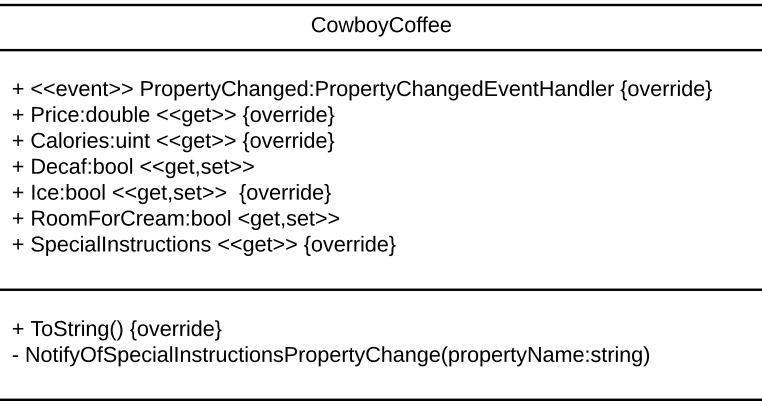 CowboyCoffee
+ <<event>> PropertyChanged:PropertyChangedEventHandler {override}
+ Price:double <<get>> {override}
+ Calories:uint <<get>> {override}
+ Decaf:bool <<get,set>>
+ Ice:bool <<get,set>>  {override}
+ RoomForCream:bool <get,set>>
+ SpecialInstructions <<get>> {override}
+ ToString() {override}
- NotifyOfSpecialInstructionsPropertyChange(propertyName:string)